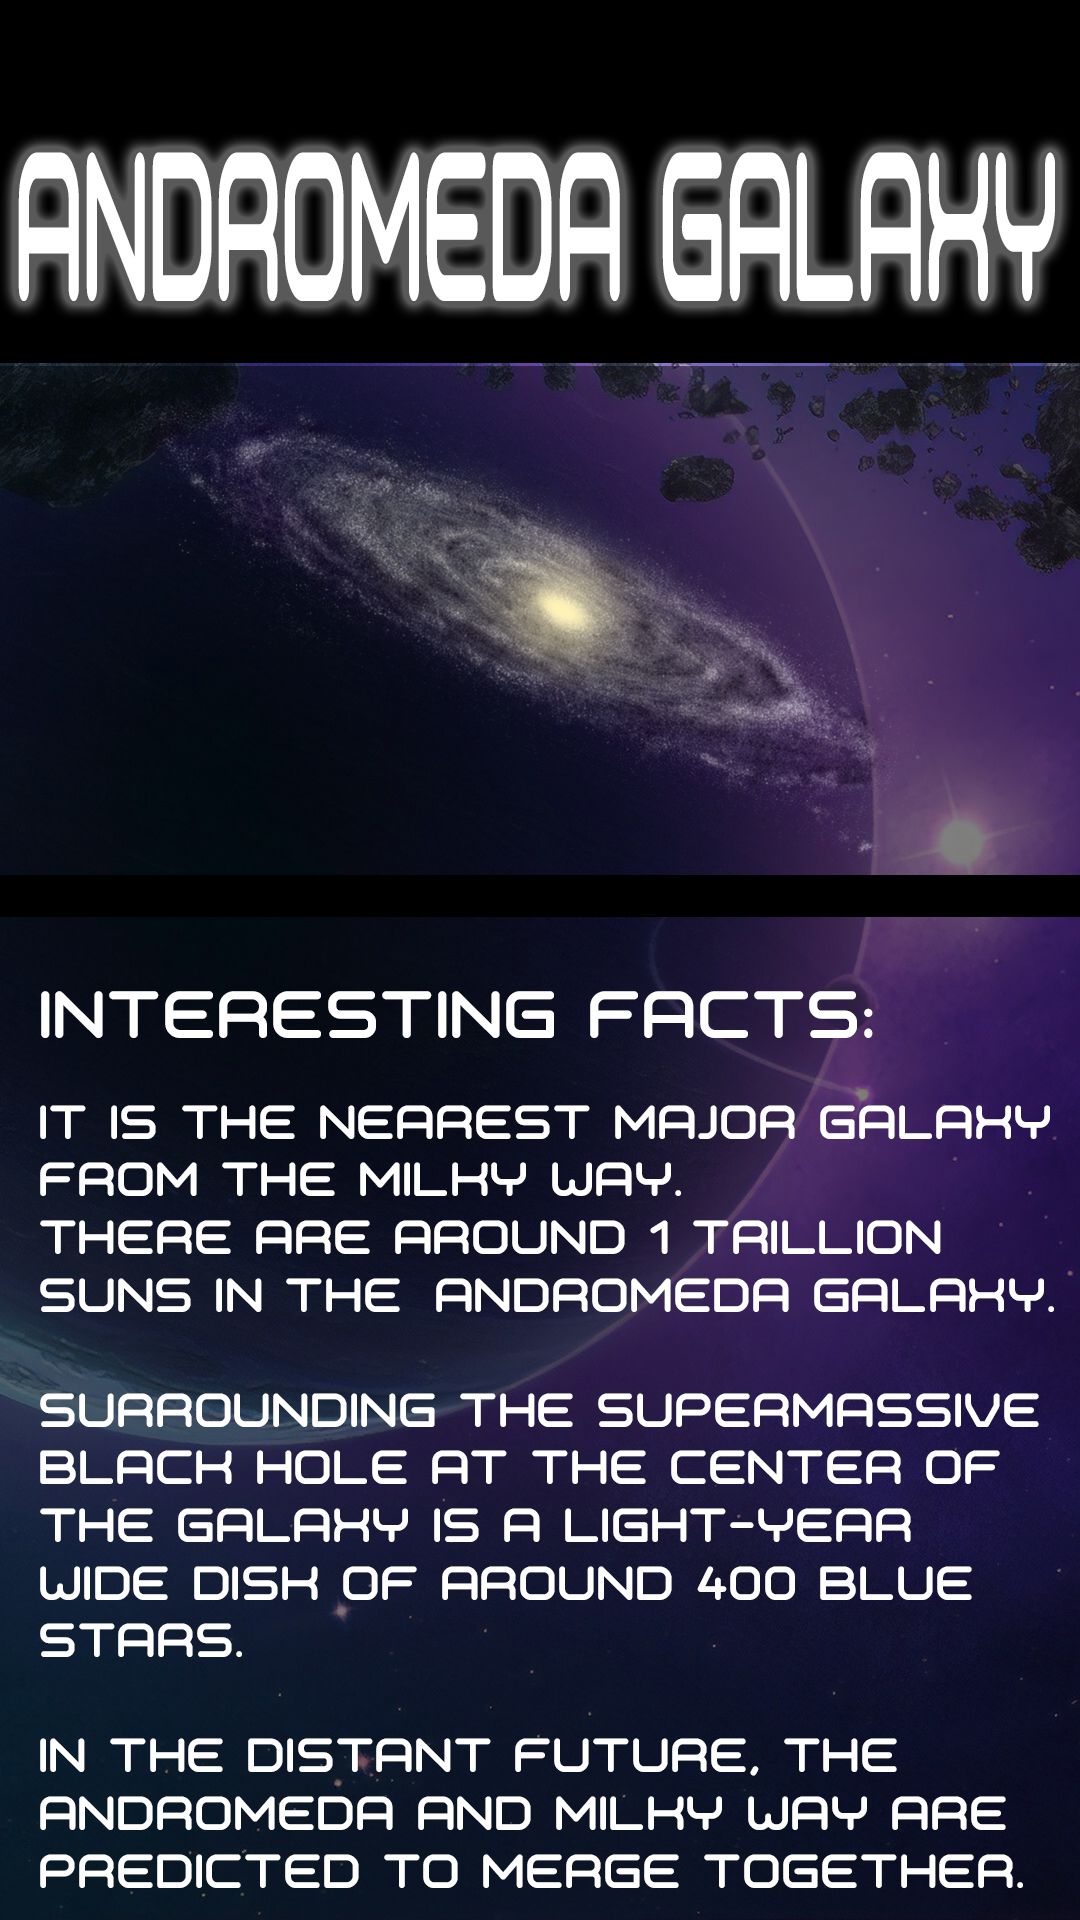 ANDROMEDA GALAXY
INTERESTING FACTS:
IT IS THE NEAREST MAJOR GALAXY
FROM THE MILKY WAY.
THERE ARE AROUND 1 TRILLION
SUNS IN THE ANDROMEDA GALAXY.
SURROUNDING THE SUPERMASSIVE
BLACK HOLE AT THE CENTER OF
THE GALAXY IS A LIGHT-YEAR
WIDE DISK OF AROUND 400 BLUE
STARS.
IN THE DISTANT FUTURE, THE
ANDROMEDA AND MILKY WAY ARE
PREDICTED TO MERGE TOGETHER.